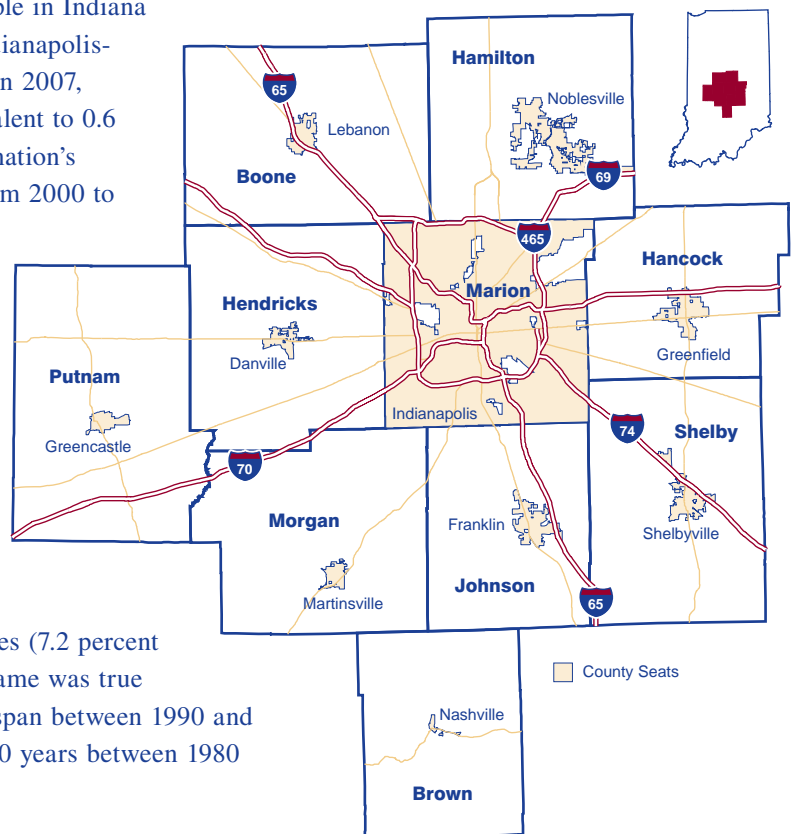 ple in Indiana
dianapolis-
n 2007,
alent to 0.6
nation's
om 2000 to
es (7.2 percent
ame was true
span between 1990 and
0 years between 1980
Hamilton
65
Noblesville
Lebanon
Boone
69
465
Hancock
Marion
Hendricks
Danville
Greenfield
Putnam
Indianapolis
Greencastle
74
Shelby
70
Morgan
Franklin
Shelbyville
Johnson
Martinsville
65
County Seats
Nashville
Brown